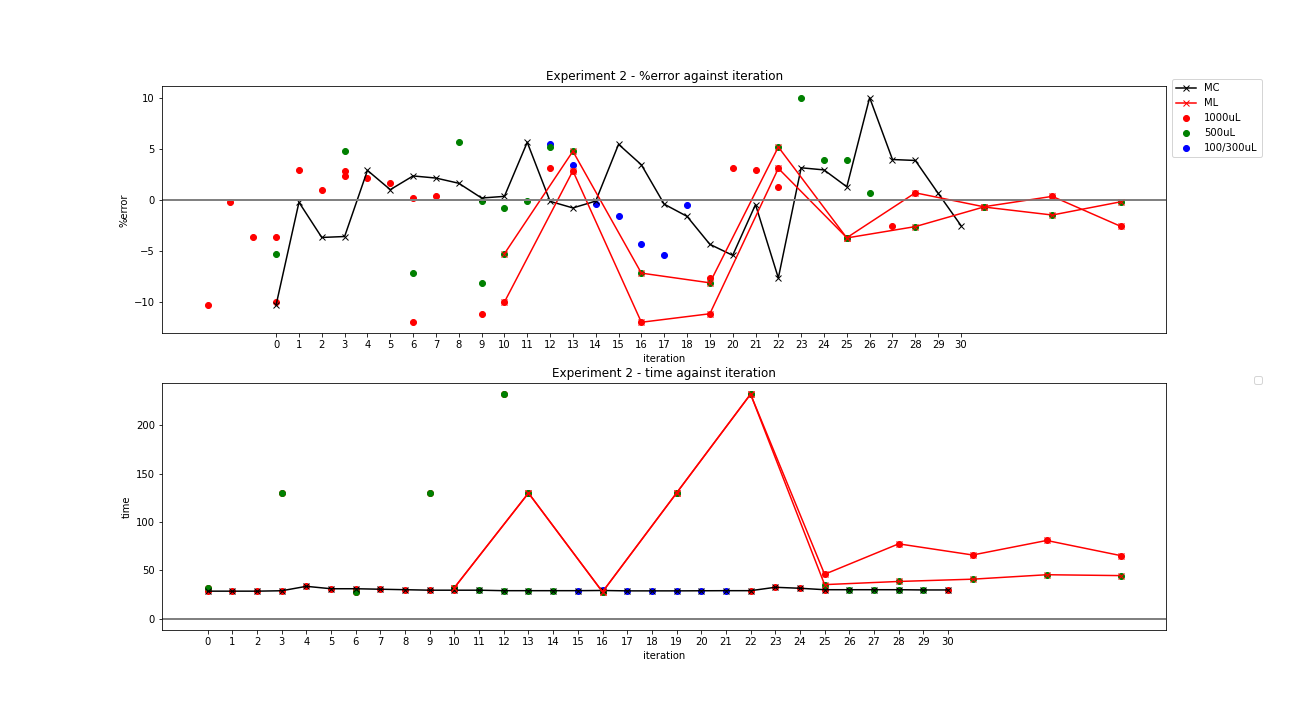 Experiment 2 - %error against iteration
MC
ML
1000uL
500uL
100/300uL
10
5
0
−5
−10
%error
0 1 2 3 4 5 6 7 8 9 10 11 12 13 14 15 16 17 18 19 20 21 22 23 24 25 26 27 28 29 30
iteration
Experiment 2 - time against iteration
200
150
100
50
0
time
0 1 2 3 4 5 6 7 8 9 10 11 12 13 14 15 16 17 18 19 20 21 22 23 24 25 26 27 28 29 30
iteration